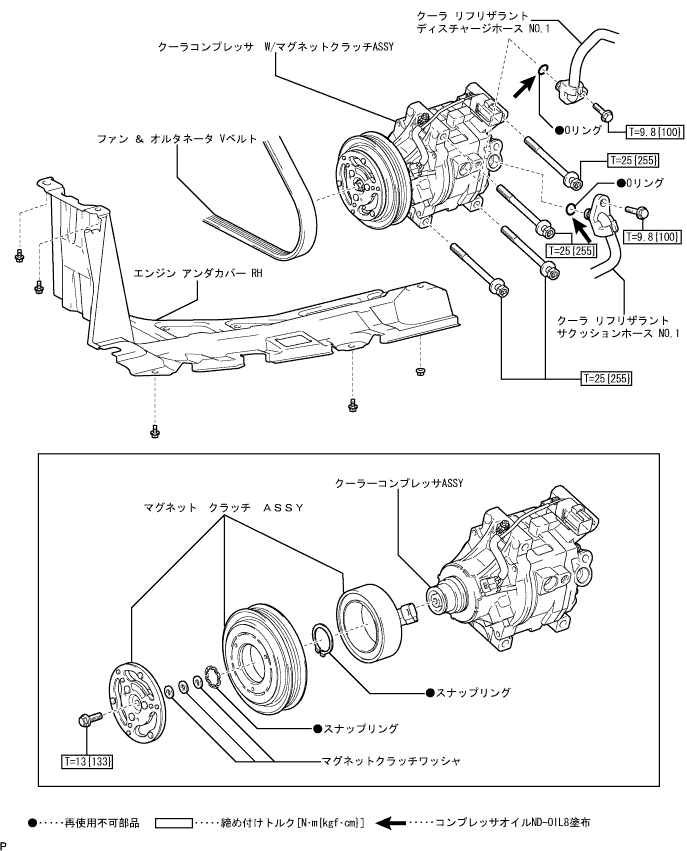 クーラ リフリザラント
ディスチャージホース NO.1
クーラコンプレッサ W/マグネットクラッチASSY
●Oリング
T=9.8{100}
ファン & オルタネータ Vベルト
T=25{255}
●Oリング
T=9.8{100}
T=25{255}
エンジン アンダカバー RH
クーラ リフリザラント
サクッションホース NO.1
T=25{255}
クーラーコンプレッサASSY
マグネット クラッチ ASSY
●スナップリング
●スナップリング
T=13{133}
マグネットクラッチワッシャ
●‥‥‥再使用不可部品 ‥‥‥締め付けトルク[N・m{kgf・cm}] ‥‥‥コンプレッサオイルND-OIL8塗布
P